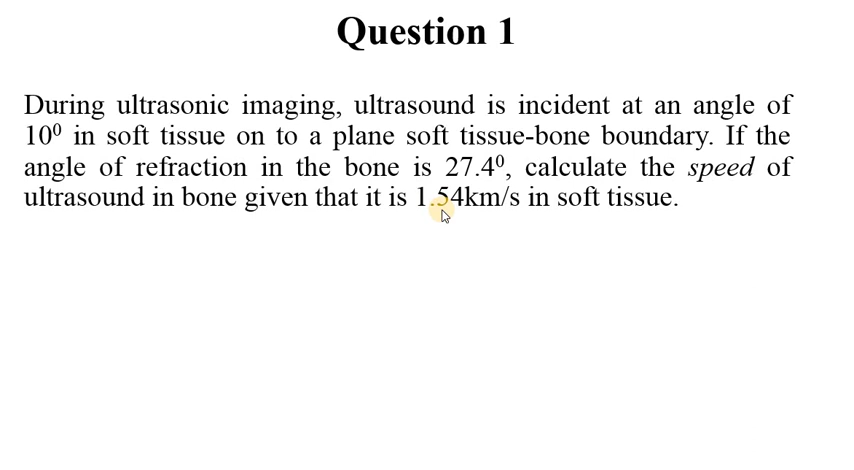 Question 1
During ultrasonic imaging, ultrasound is incident at an angle of
10⁰ in soft tissue on to a plane soft tissue-bone boundary. If the
angle of refraction in the bone is 27.4⁰, calculate the speed of
ultrasound in bone given that it is 1.54km/s in soft tissue.